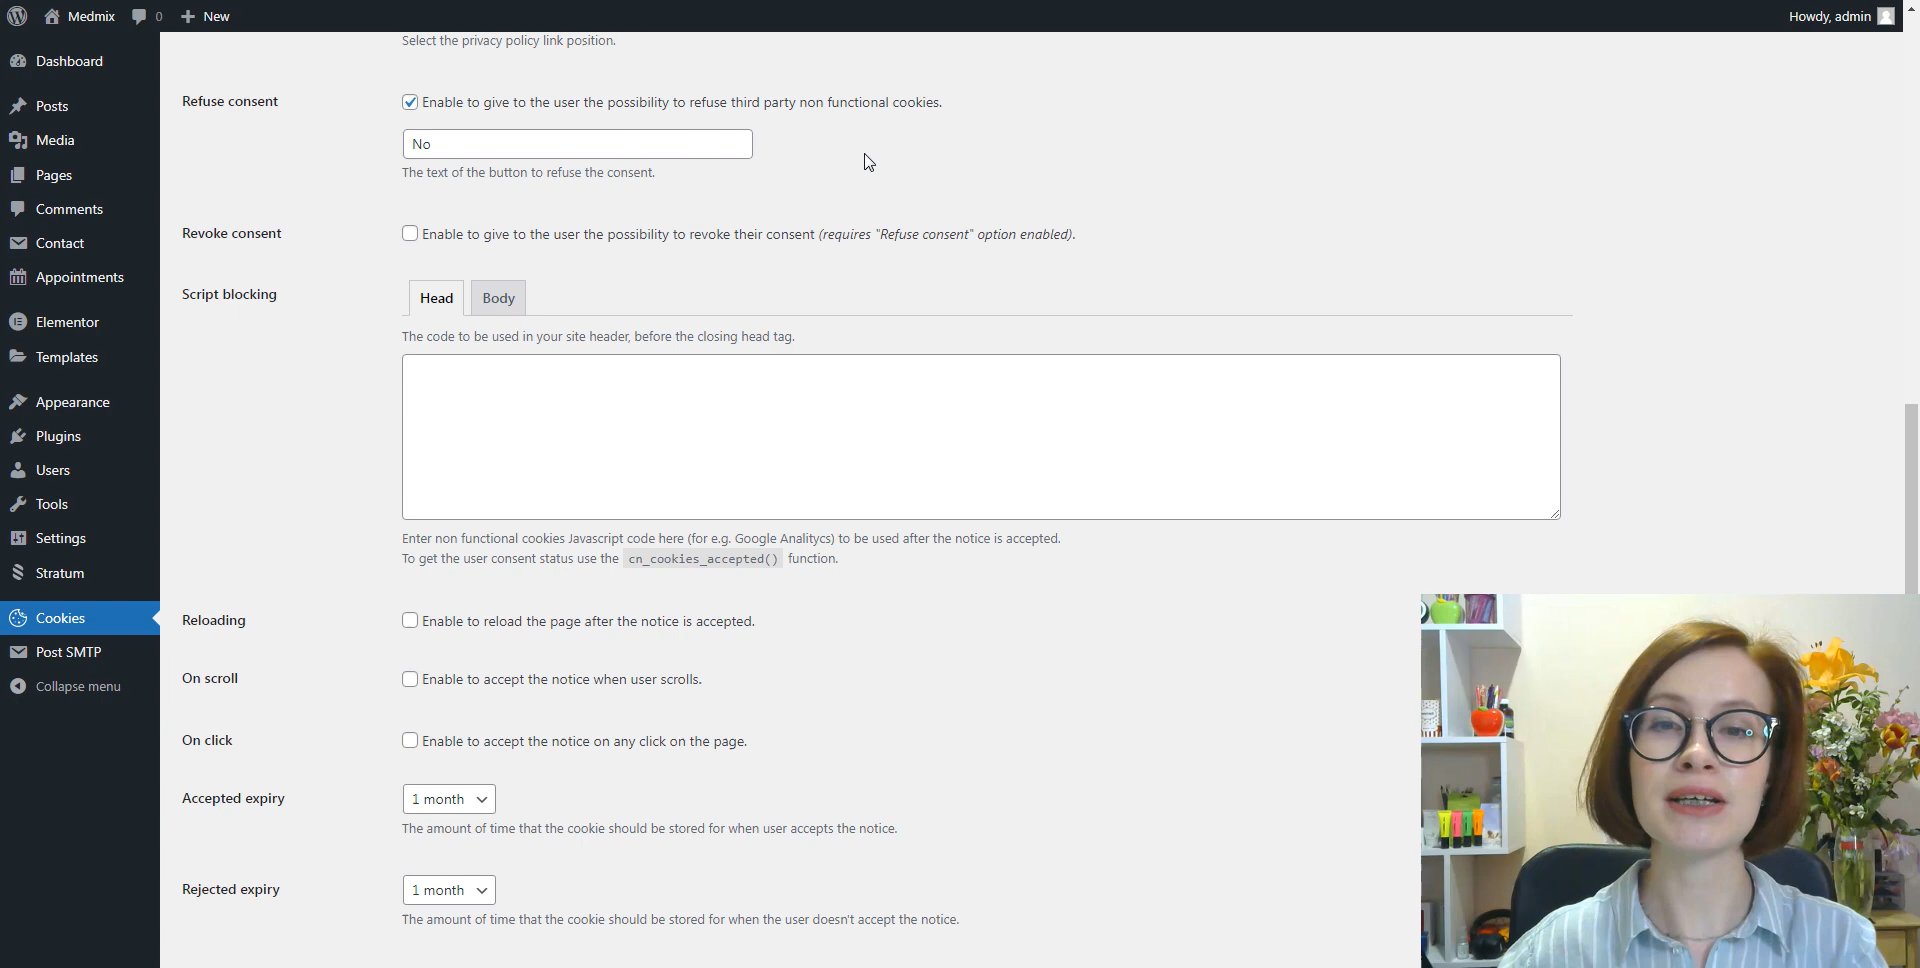 Medmix
0
New
Howdy, admin
Dashboard
Posts
Media
Pages
Comments
Contact
Appointments
Elementor
Templates
Appearance
Plugins
Users
Tools
Settings
Stratum
Cookies
Post SMTP
Collapse menu
Select the privacy policy link position.
Refuse consent
Enable to give to the user the possibility to refuse third party non functional cookies.
No
The text of the button to refuse the consent.
Revoke consent
Enable to give to the user the possibility to revoke their consent (requires "Refuse consent" option enabled).
Script blocking
Head
Body
The code to be used in your site header, before the closing head tag.
Enter non functional cookies Javascript code here (for e.g. Google Analitycs) to be used after the notice is accepted.
To get the user consent status use the cn_cookies_accepted() function.
Reloading
Enable to reload the page after the notice is accepted.
On scroll
Enable to accept the notice when user scrolls.
On click
Enable to accept the notice on any click on the page.
Accepted expiry
1 month
The amount of time that the cookie should be stored for when user accepts the notice.
Rejected expiry
1 month
The amount of time that the cookie should be stored for when the user doesn't accept the notice.